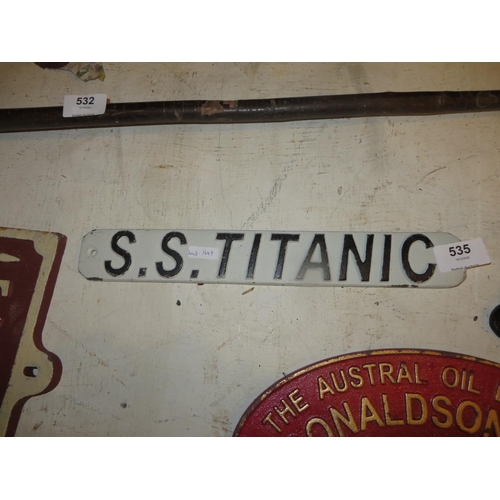 532
S.S.TITANIC
535
THE AUSTRAL OIL
ONALDSON